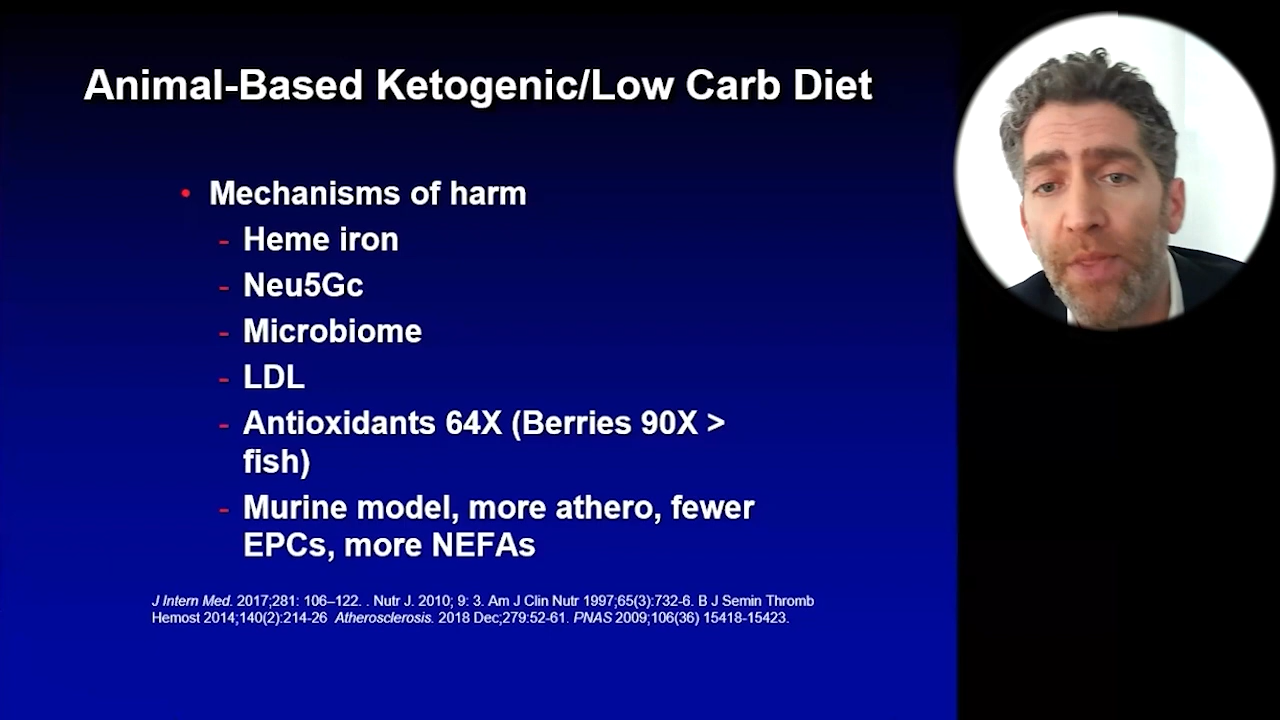 Animal-Based Ketogenic/Low Carb Diet
• Mechanisms of harm
- Heme iron
- Neu5Gc
- Microbiome
- LDL
- Antioxidants 64X (Berries 90X >
fish)
- Murine model, more athero, fewer
EPCs, more NEFAs
J Intern Med. 2017;281: 106–122. . Nutr J. 2010; 9: 3. Am J Clin Nutr 1997;65(3):732-6. B J Semin Thromb
Hemost 2014;140(2):214-26 Atherosclerosis. 2018 Dec;279:52-61. PNAS 2009;106(36) 15418-15423.